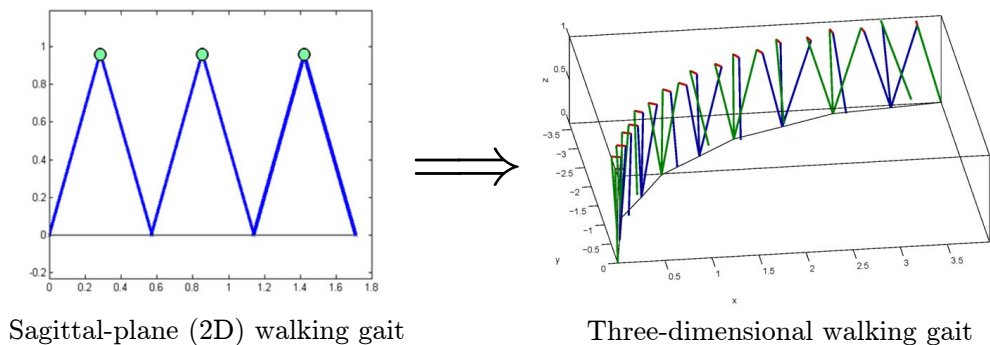 1
0.8
0.6
0.4
0.2
0
-0.2
0 0.2 0.4 0.6 0.8 1 1.2 1.4 1.6 1.8
Sagittal-plane (2D) walking gait
1
0.5
0
z
−3.5
−3
−2.5
−2
−1.5
−1
−0.5
0
y
0.5 1 1.5 2 2.5 3 3.5
x
Three-dimensional walking gait